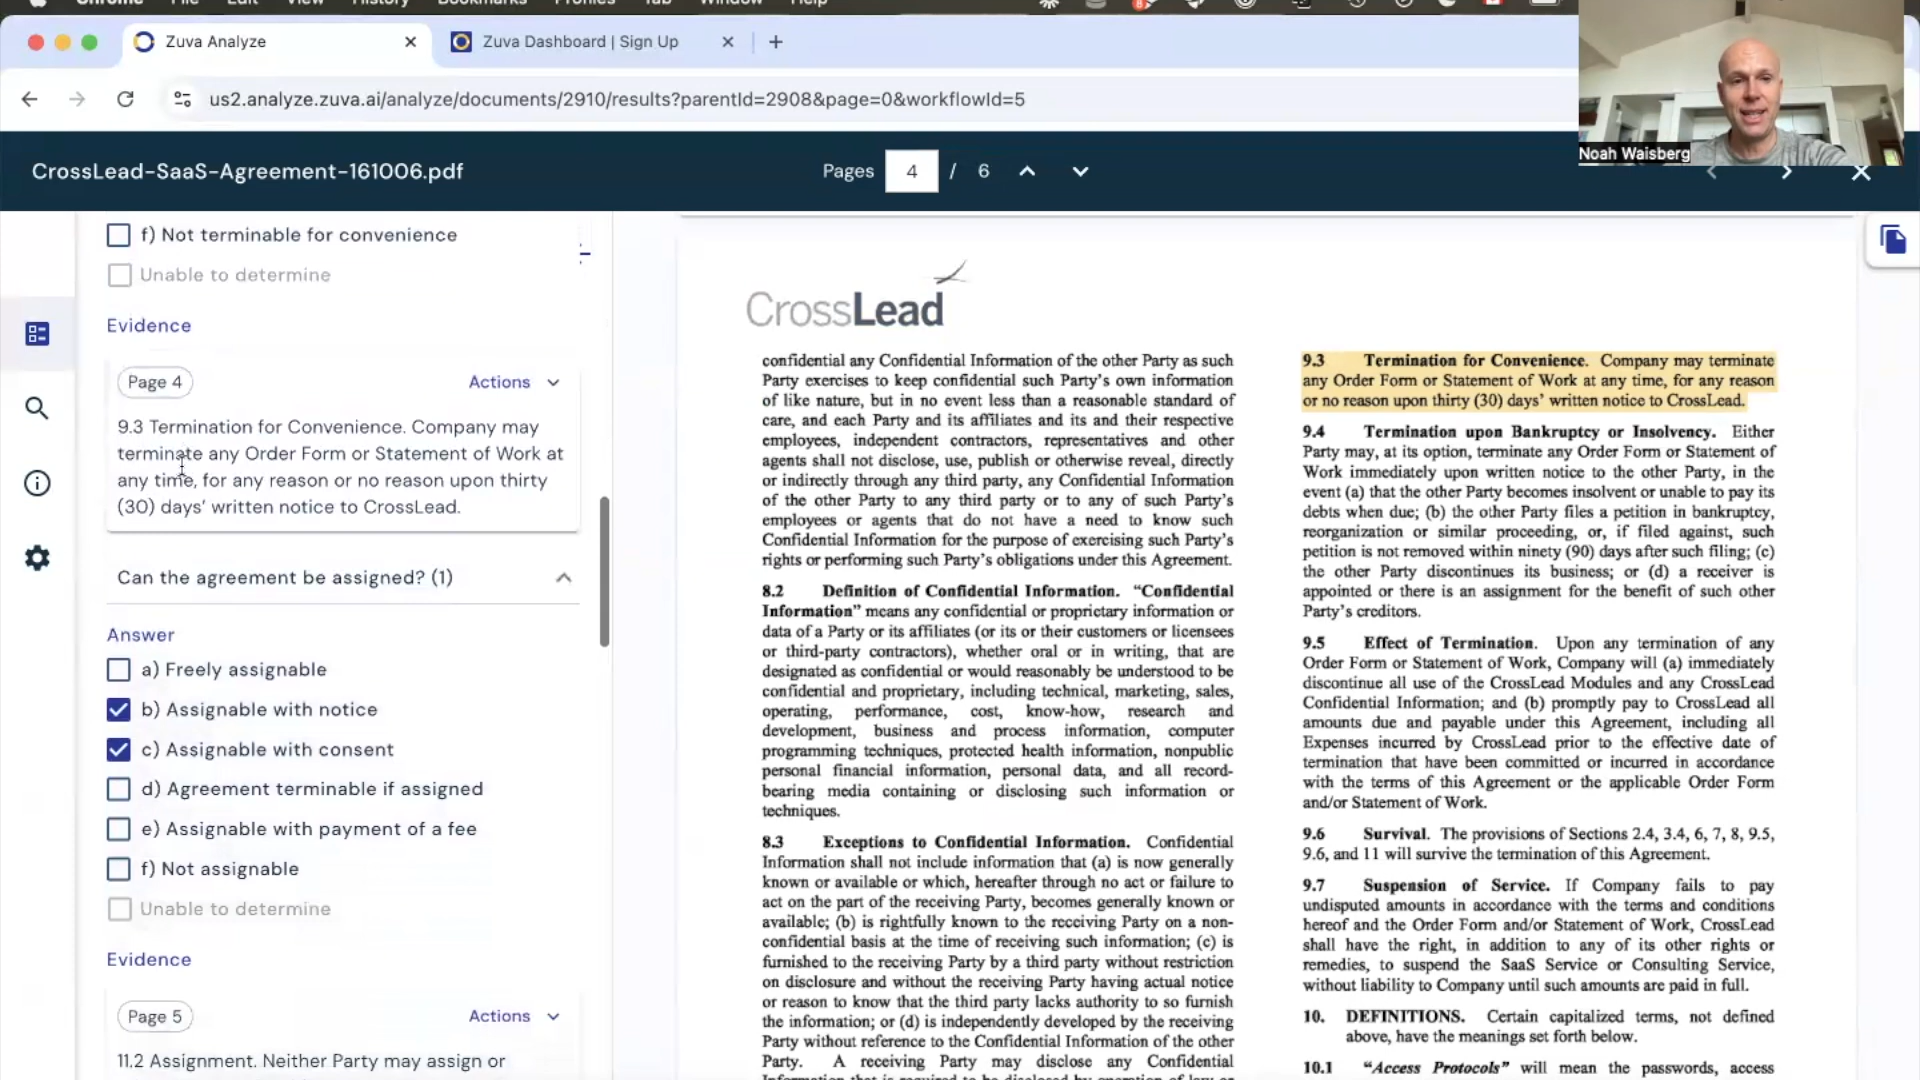 Chrome File Edit View History Bookmarks Profiles Tab Window Help
8
Zuva Analyze
Zuva Dashboard | Sign Up
us2.analyze.zuva.ai/analyze/documents/2910/results?parentId=2908&page=0&workflowId=5
Noah Waisberg
CrossLead-SaaS-Agreement-161006.pdf
Pages 4 / 6
f) Not terminable for convenience
Unable to determine
Evidence
Page 4
Actions
9.3 Termination for Convenience. Company may
terminate any Order Form or Statement of Work at
any time, for any reason or no reason upon thirty
(30) days’ written notice to CrossLead.
Can the agreement be assigned? (1)
Answer
a) Freely assignable
b) Assignable with notice
c) Assignable with consent
d) Agreement terminable if assigned
e) Assignable with payment of a fee
f) Not assignable
Unable to determine
Evidence
Page 5
Actions
11.2 Assignment. Neither Party may assign or
CrossLead
confidential any Confidential Information of the other Party as such
Party exercises to keep confidential such Party’s own information
of like nature, but in no event less than a reasonable standard of
care, and each Party and its affiliates and its and their respective
employees, independent contractors, representatives and other
agents shall not disclose, use, publish or otherwise reveal, directly
or indirectly through any third party, any Confidential Information
of the other Party to any third party or to any of such Party’s
employees or agents that do not have a need to know such
Confidential Information for the purpose of exercising such Party’s
rights or performing such Party’s obligations under this Agreement.
8.2 Definition of Confidential Information. “Confidential
Information” means any confidential or proprietary information or
data of a Party or its affiliates (or its or their customers or licensees
or third-party contractors), whether oral or in writing, that are
designated as confidential or would reasonably be understood to be
confidential and proprietary, including technical, marketing, sales,
operating, performance, cost, know-how, research and
development, business and process information, computer
programming techniques, protected health information, nonpublic
personal financial information, personal data, and all record-
bearing media containing or disclosing such information or
techniques.
8.3 Exceptions to Confidential Information. Confidential
Information shall not include information that (a) is now generally
known or available or which, hereafter through no act or failure to
act on the part of the receiving Party, becomes generally known or
available; (b) is rightfully known to the receiving Party on a non-
confidential basis at the time of receiving such information; (c) is
furnished to the receiving Party by a third party without restriction
on disclosure and without the receiving Party having actual notice
or reason to know that the third party lacks authority to so furnish
the information; or (d) is independently developed by the receiving
Party without reference to the Confidential Information of the other
Party. A receiving Party may disclose any Confidential
Information that is required to be disclosed by operation of law or
9.3 Termination for Convenience. Company may terminate
any Order Form or Statement of Work at any time, for any reason
or no reason upon thirty (30) days’ written notice to CrossLead.
9.4 Termination upon Bankruptcy or Insolvency. Either
Party may, at its option, terminate any Order Form or Statement of
Work immediately upon written notice to the other Party, in the
event (a) that the other Party becomes insolvent or unable to pay its
debts when due; (b) the other Party files a petition in bankruptcy,
reorganization or similar proceeding, or, if filed against, such
petition is not removed within ninety (90) days after such filing; (c)
the other Party discontinues its business; or (d) a receiver is
appointed or there is an assignment for the benefit of such other
Party’s creditors.
9.5 Effect of Termination. Upon any termination of any
Order Form or Statement of Work, Company will (a) immediately
discontinue all use of the CrossLead Modules and any CrossLead
Confidential Information; and (b) promptly pay to CrossLead all
amounts due and payable under this Agreement, including all
Expenses incurred by CrossLead prior to the effective date of
termination that have been committed or incurred in accordance
with the terms of this Agreement or the applicable Order Form
and/or Statement of Work.
9.6 Survival. The provisions of Sections 2.4, 3.4, 6, 7, 8, 9.5,
9.6, and 11 will survive the termination of this Agreement.
9.7 Suspension of Service. If Company fails to pay
undisputed amounts in accordance with the terms and conditions
hereof and the Order Form and/or Statement of Work, CrossLead
shall have the right, in addition to any of its other rights or
remedies, to suspend the SaaS Service or Consulting Service,
without liability to Company until such amounts are paid in full.
10. DEFINITIONS. Certain capitalized terms, not defined
above, have the meanings set forth below.
10.1 “Access Protocols” will mean the passwords, access